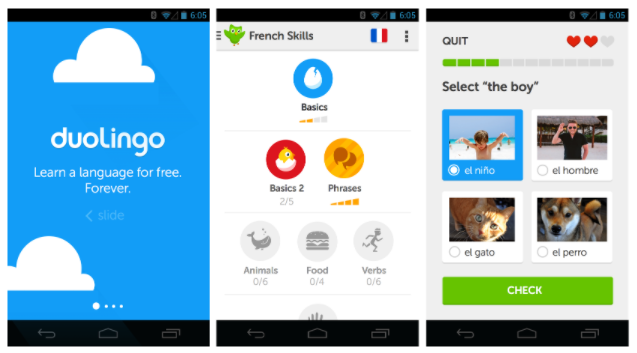 6:05
duolingo
Learn a language for free.
Forever.
< slide
6:05
French Skills
Basics
Basics 2
2/5
Phrases
Animals
0/6
Food
0/4
Verbs
0/6
6:05
QUIT
Select “the boy”
el niño
el hombre
el gato
el perro
CHECK